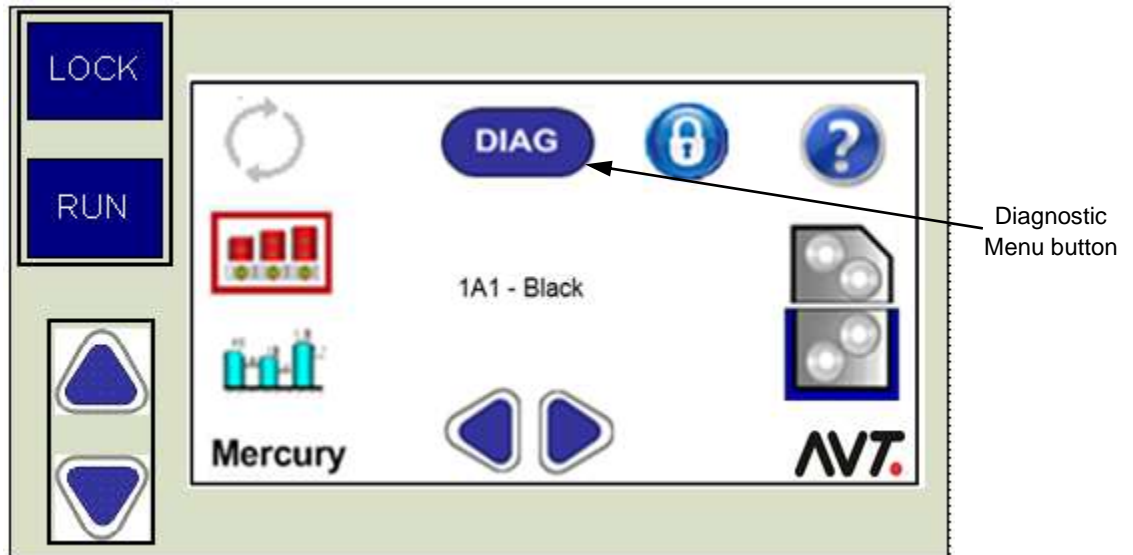 LOCK
RUN
DIAG
?
1A1 - Black
Mercury
AVT.
Diagnostic
Menu button